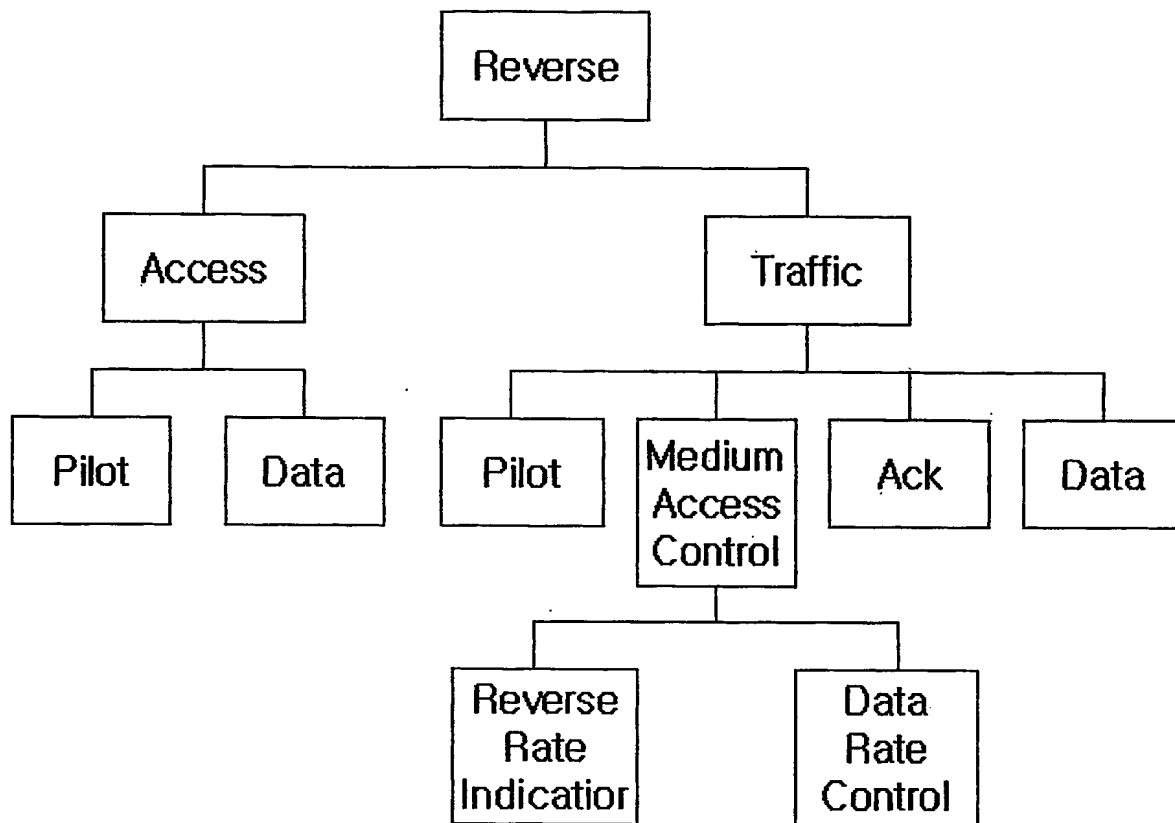 Reverse
Access
Traffic
Pilot
Data
Pilot
Medium
Access
Control
Ack
Data
Reverse
Rate
Indicatior
Data
Rate
Control